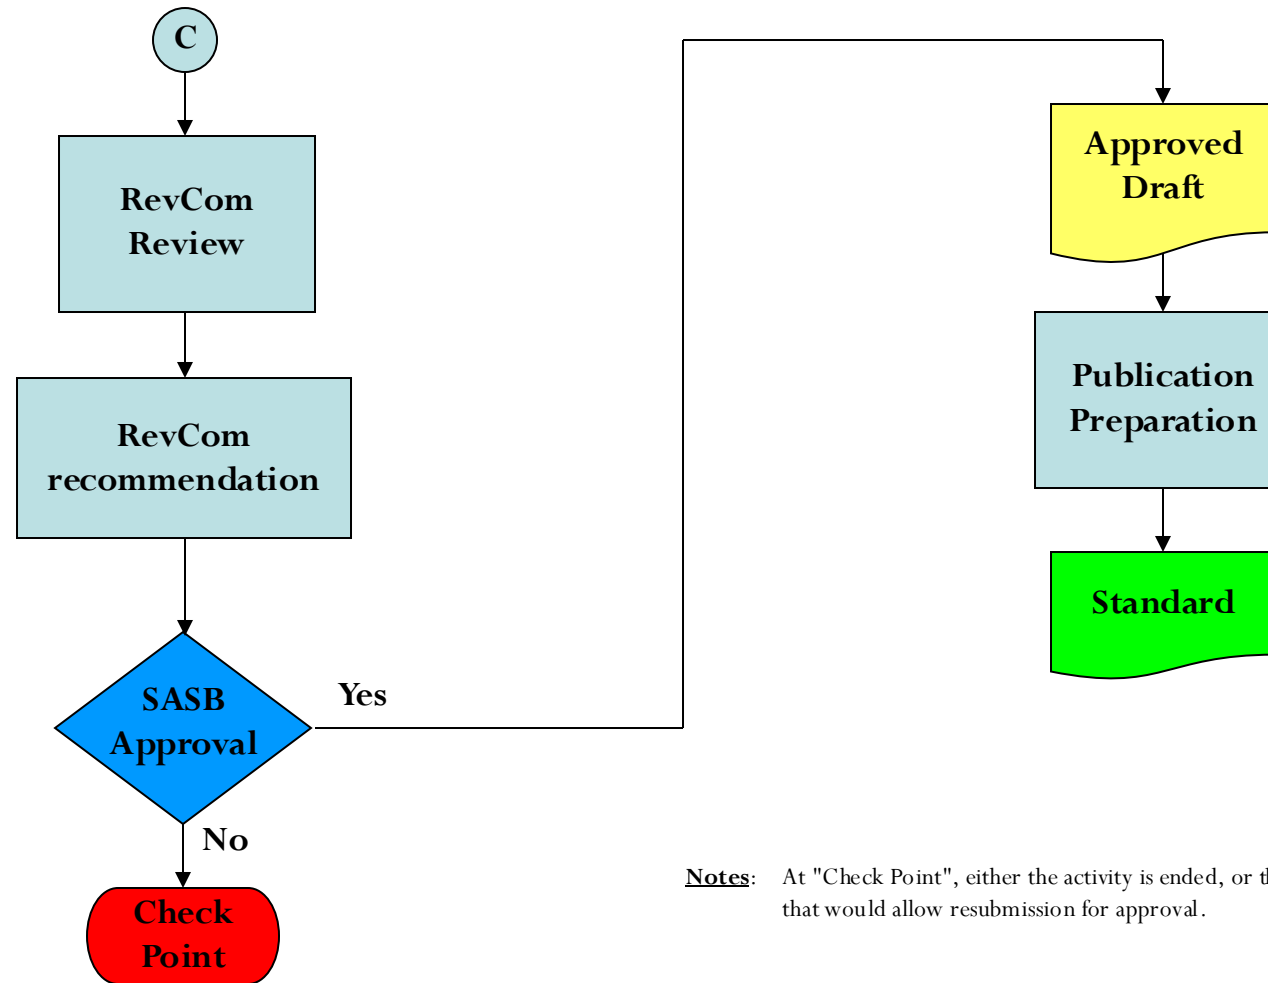 C
RevCom
Review
RevCom
recommendation
SASB
Approval
Yes
No
Check
Point
Approved
Draft
Publication
Preparation
Standard
Notes: At "Check Point", either the activity is ended, or
that would allow resubmission for approval.